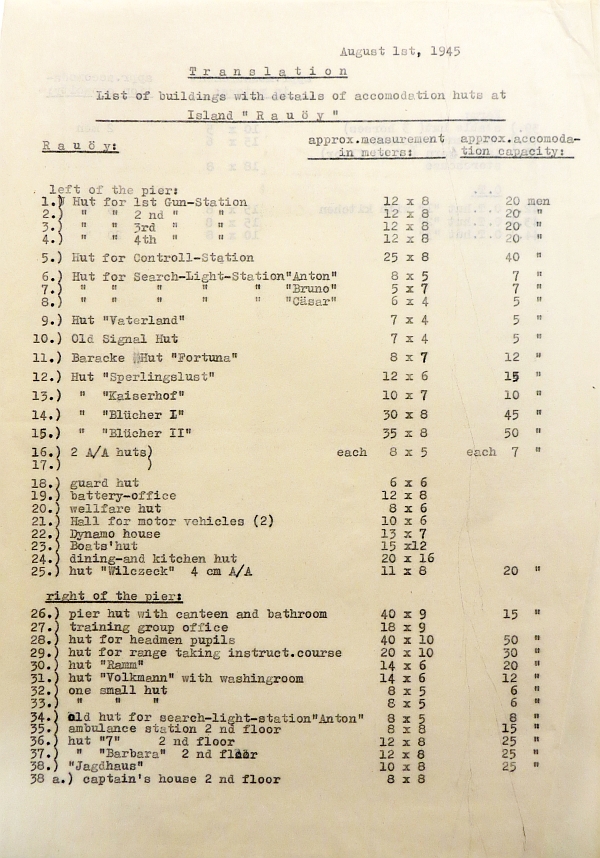 August 1st, 1945
Translation
List of buildings with details of accomodation huts at
Island "Rauöy"
Rauöy: approx.measurement in meters: approx.accomoda-tion capacity:
left of the pier:
1.) Hut for 1st Gun-Station 12 x 8 20 men
2.) " " 2 nd " " 12 x 8 20 "
3.) " " 3rd " " 12 x 8 20 "
4.) " " 4th " " 12 x 8 20 "
5.) Hut for Controll-Station 25 x 8 40 "
6.) Hut for Search-Light-Station"Anton" 8 x 5 7 "
7.) " " " " " "Bruno" 5 x 7 7 "
8.) " " " " " "Cäsar" 6 x 4 5 "
9.) Hut "Vaterland" 7 x 4 5 "
10.) Old Signal Hut 7 x 4 5 "
11.) Baracke Hut "Fortuna" 8 x 7 12 "
12.) Hut "Sperlingslust" 12 x 6 15 "
13.) " "Kaiserhof" 10 x 7 10 "
14.) " "Blücher I" 30 x 8 45 "
15.) " "Blücher II" 35 x 8 50 "
16.) 2 A/A huts) each 8 x 5 each 7 "
17.) )
18.) guard hut 6 x 6
19.) battery-office 12 x 8
20.) wellfare hut 8 x 6
21.) Hall for motor vehicles (2) 10 x 6
22.) Dynamo house 13 x 7
23.) Boats'hut 15 x12
24.) dining-and kitchen hut 20 x 16
25.) hut "Wilczeck" 4 cm A/A 11 x 8 20 "
right of the pier:
26.) pier hut with canteen and bathroom 40 x 9 15 "
27.) training group office 18 x 9
28.) hut for headmen pupils 40 x 10 50 "
29.) hut for range taking instruct.course 20 x 10 30 "
30.) hut "Ramm" 14 x 6 20 "
31.) hut "Volkmann" with washingroom 14 x 6 12 "
32.) one small hut 8 x 5 6 "
33.) " " " 8 x 5 6 "
34.) old hut for search-light-station"Anton" 8 x 5 8 "
35.) ambulance station 2 nd floor 8 x 8 15 "
36.) hut "7" 2 nd floor 12 x 8 25 "
37.) " "Barbara" 2 nd floor 12 x 8 25 "
38.) "Jagdhaus" 10 x 8 25 "
38 a.) captain's house 2 nd floor 8 x 8